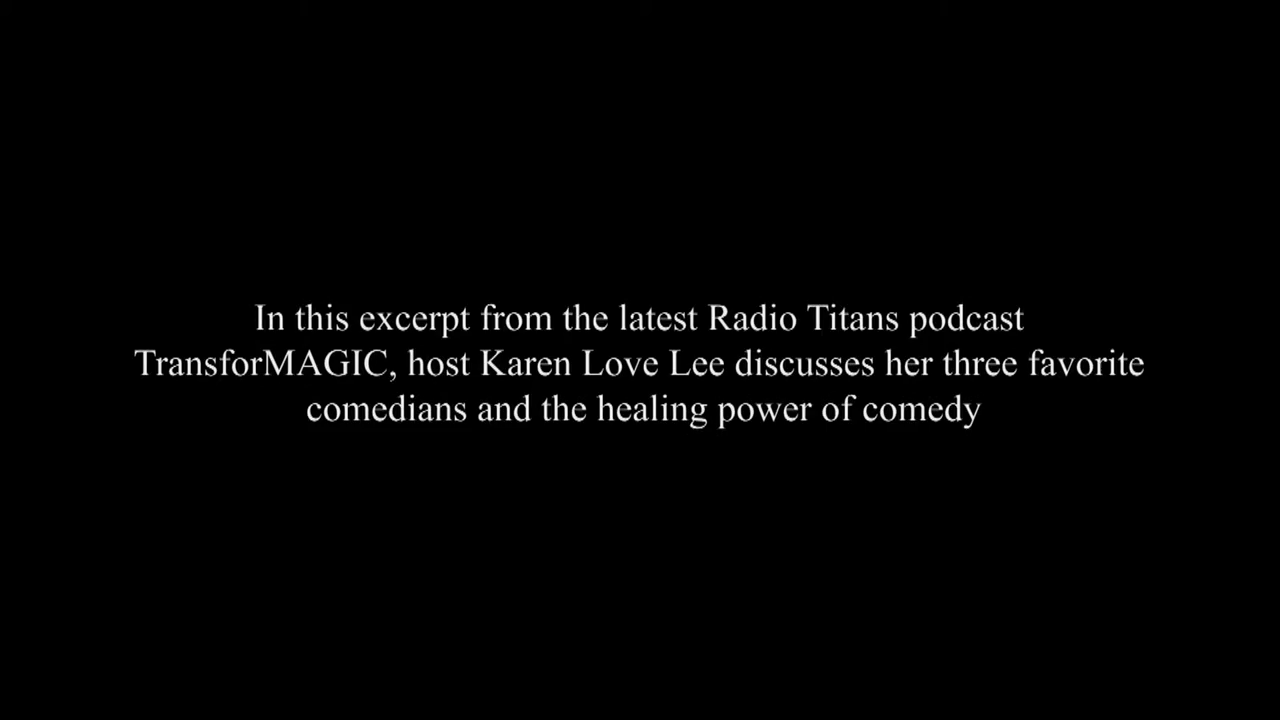 In this excerpt from the latest Radio Titans podcast
TransforMAGIC, host Karen Love Lee discusses her three favorite
comedians and the healing power of comedy